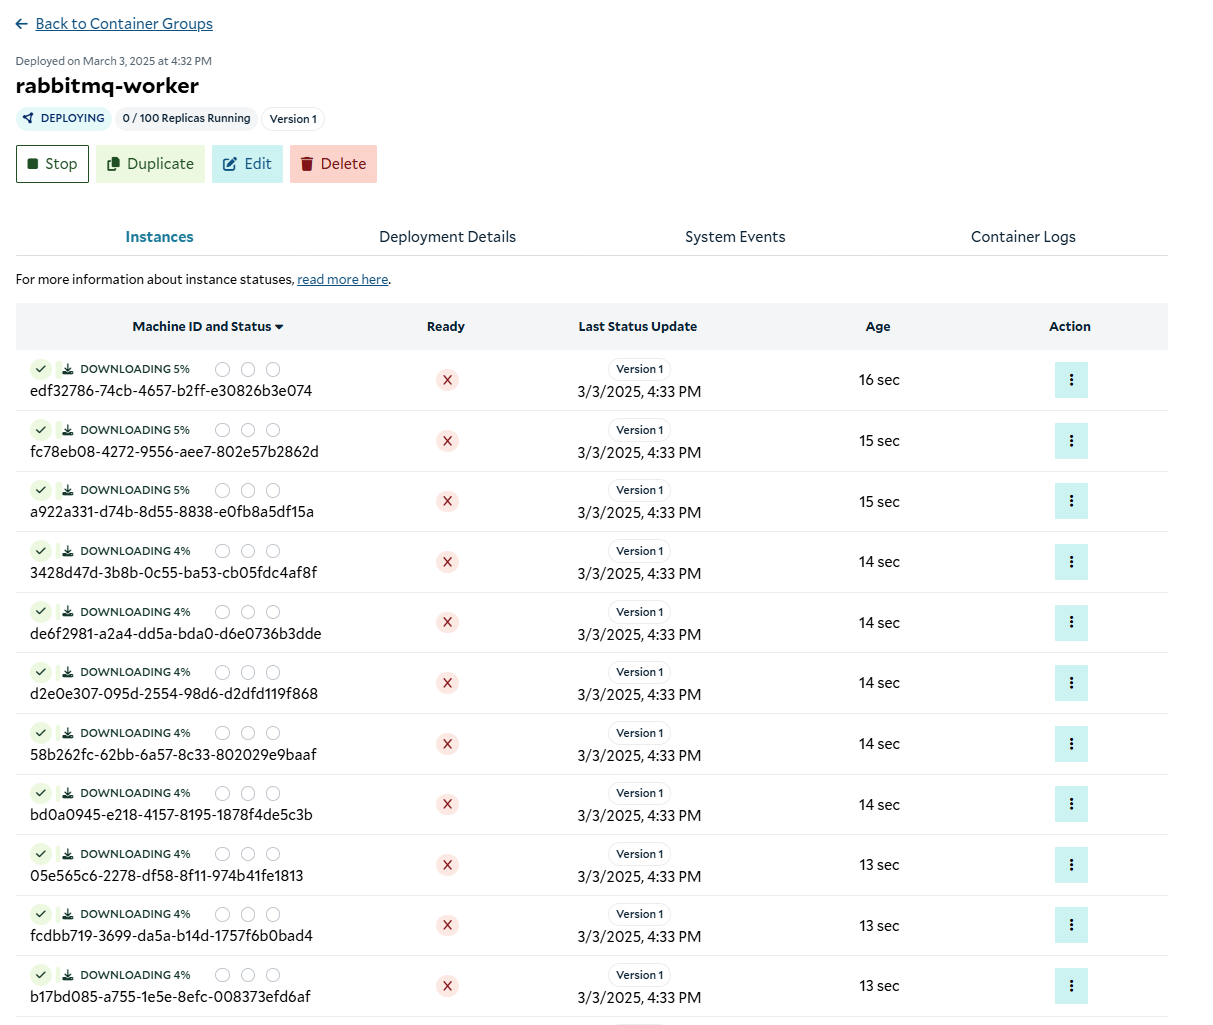 Back to Container Groups
Deployed on March 3, 2025 at 4:32 PM
rabbitmq-worker
DEPLOYING 0 / 100 Replicas Running Version 1
Stop Duplicate Edit Delete
Instances Deployment Details System Events Container Logs
For more information about instance statuses, read more here.
Machine ID and Status Ready Last Status Update Age Action
DOWNLOADING 5% Version 1
edf32786-74cb-4657-b2ff-e30826b3e074 X 3/3/2025, 4:33 PM 16 sec
DOWNLOADING 5% Version 1
fc78eb08-4272-9556-aee7-802e57b2862d X 3/3/2025, 4:33 PM 15 sec
DOWNLOADING 5% Version 1
a922a331-d74b-8d55-8838-e0fb8a5df15a X 3/3/2025, 4:33 PM 15 sec
DOWNLOADING 4% Version 1
3428d47d-3b8b-0c55-ba53-cb05fdc4af8f X 3/3/2025, 4:33 PM 14 sec
DOWNLOADING 4% Version 1
de6f2981-a2a4-dd5a-bda0-d6e0736b3dde X 3/3/2025, 4:33 PM 14 sec
DOWNLOADING 4% Version 1
d2e0e307-095d-2554-98d6-d2dfd119f868 X 3/3/2025, 4:33 PM 14 sec
DOWNLOADING 4% Version 1
58b262fc-62bb-6a57-8c33-802029e9baaf X 3/3/2025, 4:33 PM 14 sec
DOWNLOADING 4% Version 1
bd0a0945-e218-4157-8195-1878f4de5c3b X 3/3/2025, 4:33 PM 14 sec
DOWNLOADING 4% Version 1
05e565c6-2278-df58-8f11-974b41fe1813 X 3/3/2025, 4:33 PM 13 sec
DOWNLOADING 4% Version 1
fcdbb719-3699-da5a-b14d-1757f6b0bad4 X 3/3/2025, 4:33 PM 13 sec
DOWNLOADING 4% Version 1
b17bd085-a755-1e5e-8efc-008373efd6af X 3/3/2025, 4:33 PM 13 sec